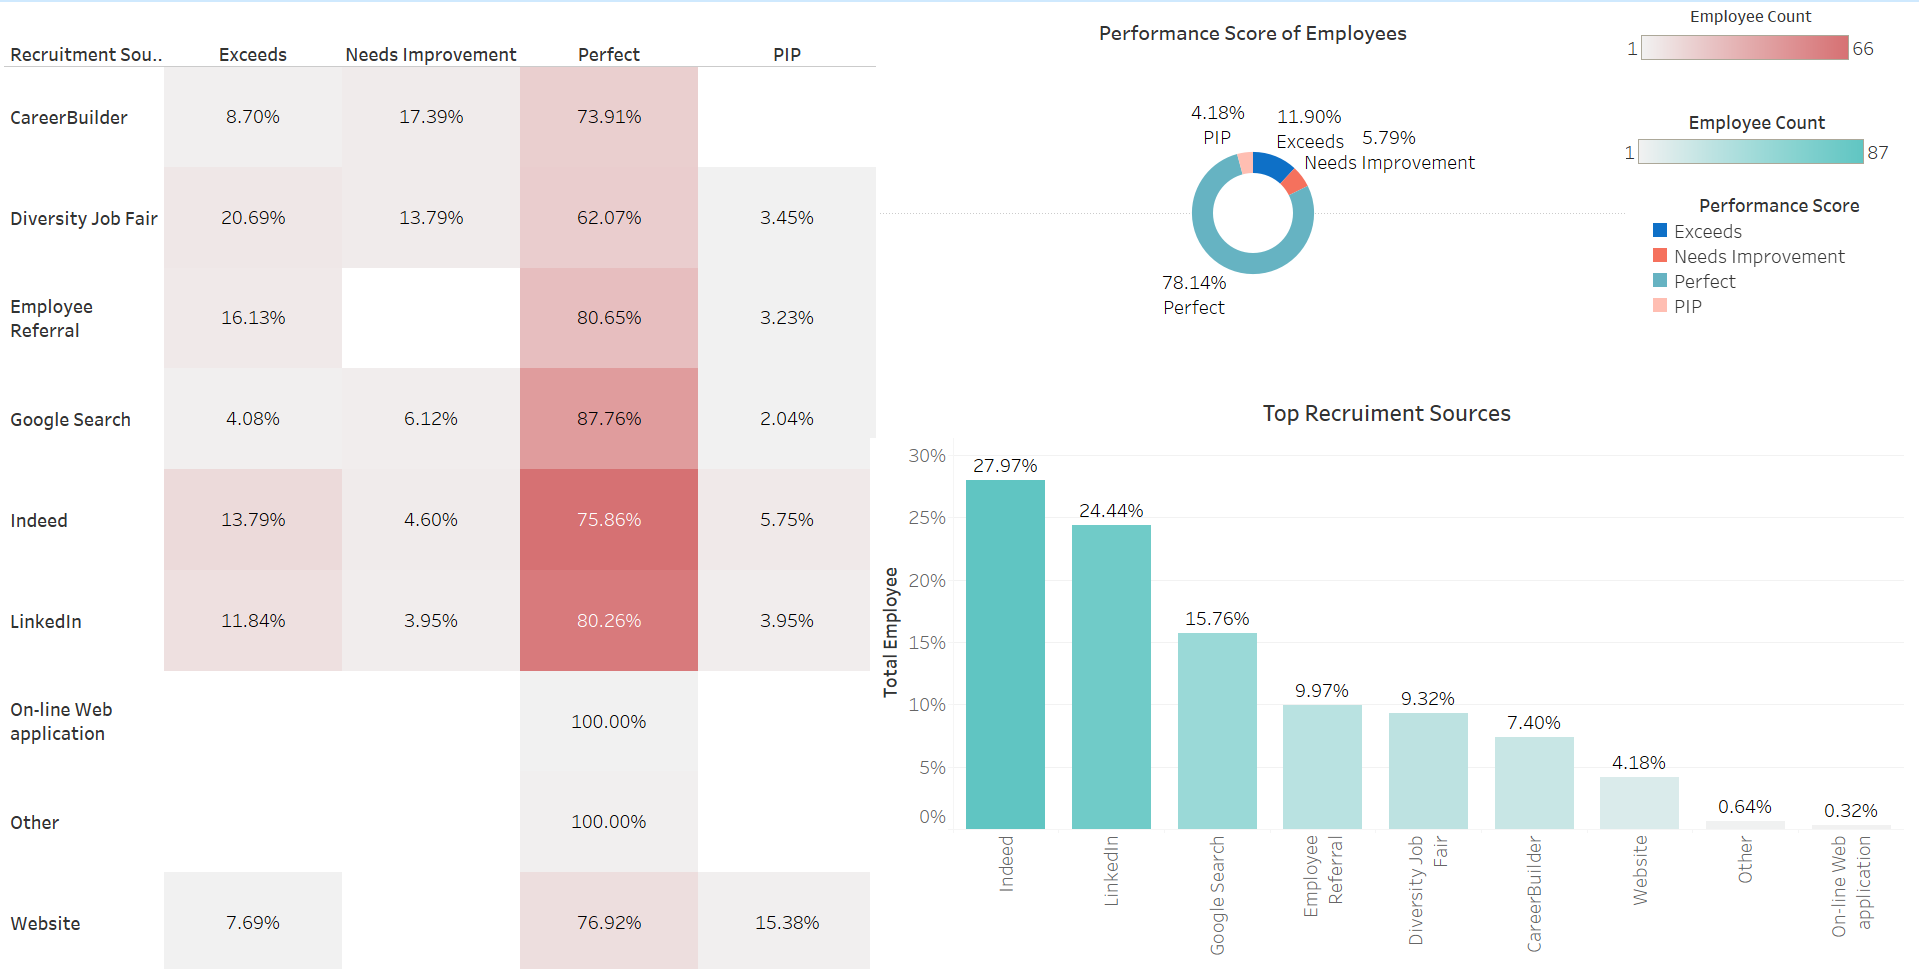 Recruitment Sou.. Exceeds Needs Improvement Perfect PIP
CareerBuilder 8.70% 17.39% 73.91%
Diversity Job Fair 20.69% 13.79% 62.07% 3.45%
Employee
Referral 16.13% 80.65% 3.23%
Google Search 4.08% 6.12% 87.76% 2.04%
Indeed 13.79% 4.60% 75.86% 5.75%
LinkedIn 11.84% 3.95% 80.26% 3.95%
On-line Web
application 100.00%
Other 100.00%
Website 7.69% 76.92% 15.38%
Performance Score of Employees
4.18%
PIP
11.90%
Exceeds
5.79%
Needs Improvement
78.14%
Perfect
Employee Count
1 66
Employee Count
1 87
Performance Score
Exceeds
Needs Improvement
Perfect
PIP
Top Recruiment Sources
Total Employee
30%
25%
20%
15%
10%
5%
0%
27.97%
24.44%
15.76%
9.97%
9.32%
7.40%
4.18%
0.64%
0.32%
Indeed
LinkedIn
Google Search
Employee
Referral
Diversity Job
Fair
CareerBuilder
Website
Other
On-line Web
application